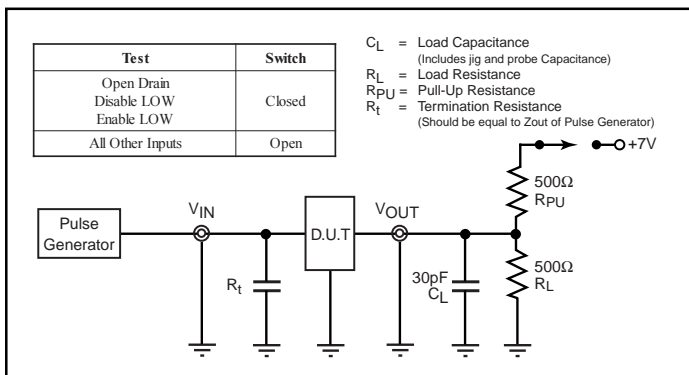 Test Switch
Open Drain
Disable LOW
Enable LOW
Closed
All Other Inputs Open
CL = Load Capacitance
(Includes jig and probe Capacitance)
RL = Load Resistance
RPU = Pull-Up Resistance
Rt = Termination Resistance
(Should be equal to Zout of Pulse Generator)
+7V
500Ω
RPU
Pulse
Generator
VIN
D.U.T
VOUT
Rt
30pF
CL
500Ω
RL